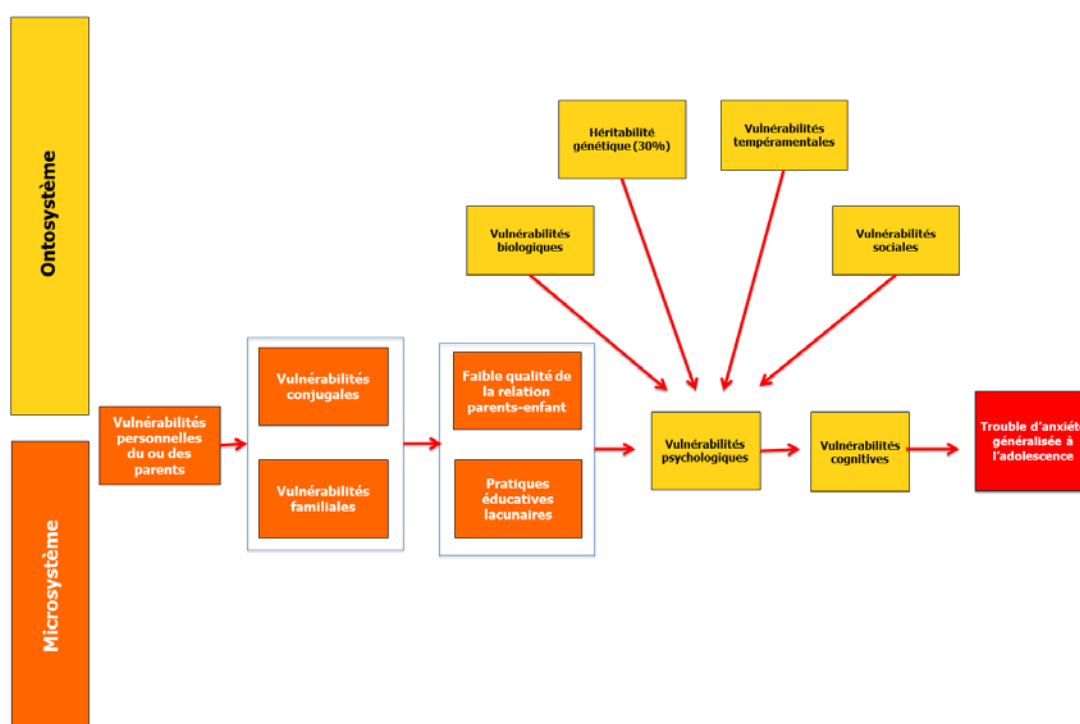 Ontosystème
Microsystème
Héritabilité
génétique (30%)
Vulnérabilités
tempéramentales
Vulnérabilités
biologiques
Vulnérabilités
sociales
Vulnérabilités
personnelles
du ou des
parents
Vulnérabilités
conjugales
Vulnérabilités
familiales
Faible qualité de
la relation
parents-enfant
Pratiques
éducatives
lacunaires
Vulnérabilités
psychologiques
Vulnérabilités
cognitives
Trouble d'anxiété
généralisée à
l'adolescence